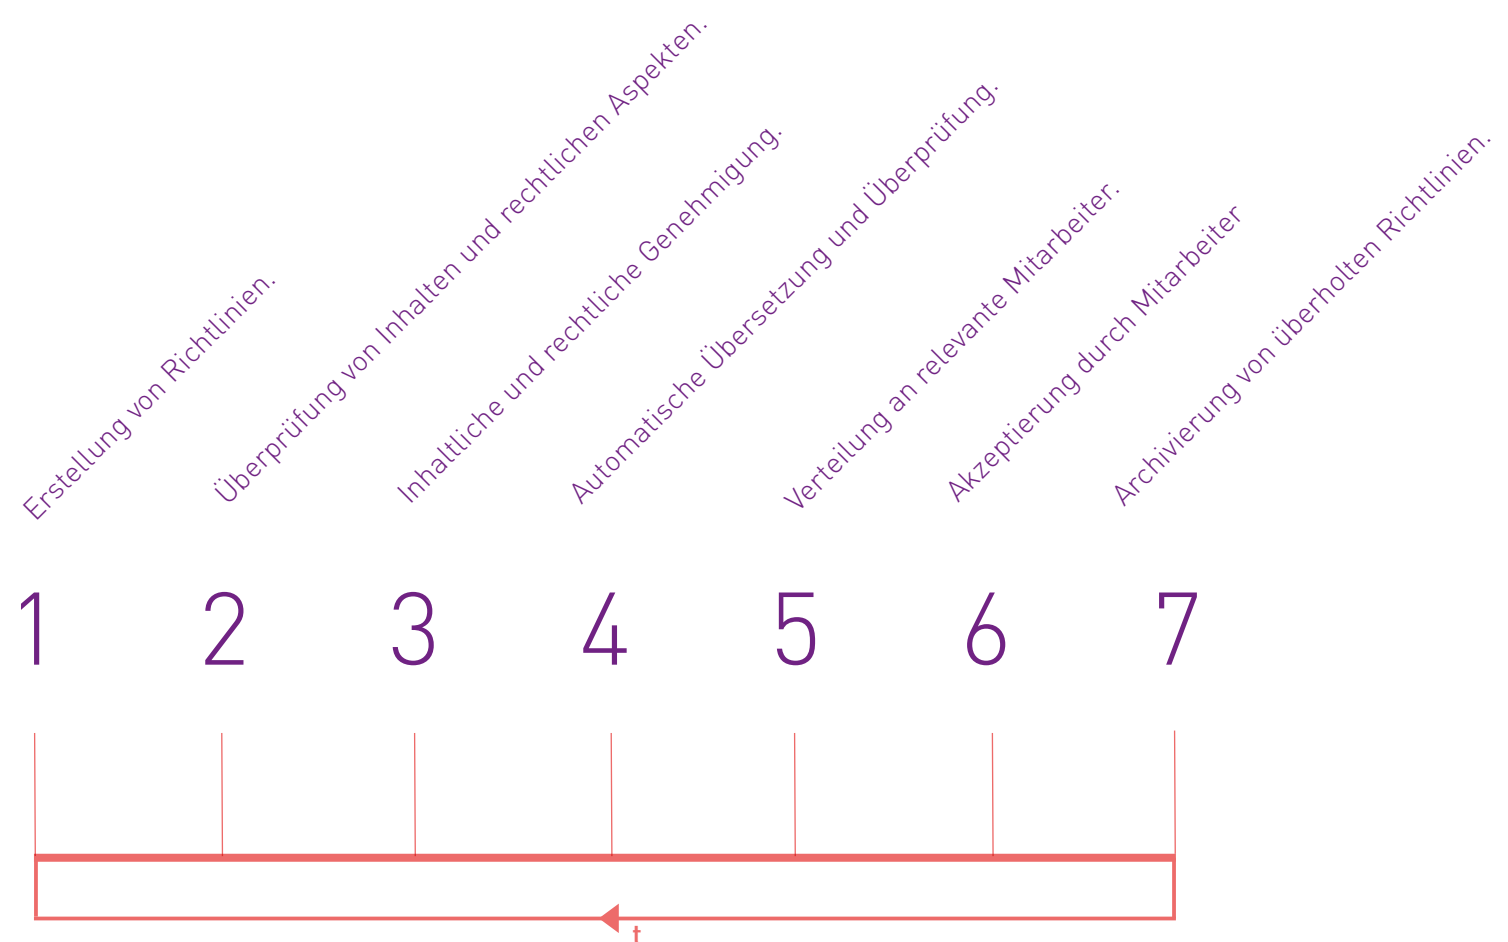 Erstellung von Richtlinien.
Überprüfung von Inhalten und rechtlichen Aspekten.
Inhaltliche und rechtliche Genehmigung.
Automatische Übersetzung und Überprüfung.
Verteilung an relevante Mitarbeiter.
Akzeptierung durch Mitarbeiter
Archivierung von überholten Richtlinien.
1 2 3 4 5 6 7
t